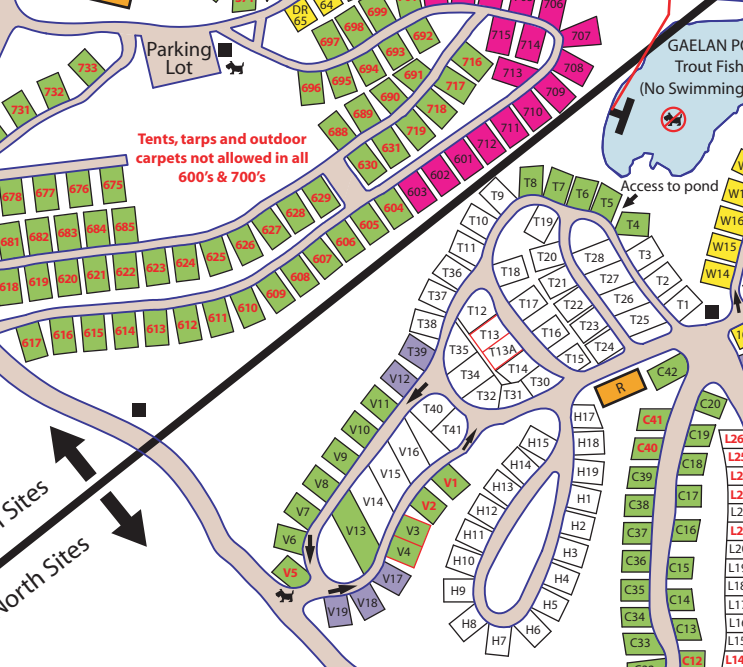 DR
65
64
699
698
697
692
693
694
695
696
691
690
689
688
716
717
718
719
631
630
706
707
708
709
710
711
712
713
714
715
601
602
603
Parking
Lot
733
732
731
GAELAN PO
Trout Fish
(No Swimming
Tents, tarps and outdoor
carpets not allowed in all
600's & 700's
678
677
676
675
681
682
683
684
685
618
619
620
621
622
623
624
625
626
627
628
629
617
616
615
614
613
612
611
610
609
608
607
606
605
604
Access to pond
T9
T8
T7
T6
T5
T4
T10
T11
T36
T37
T38
T39
T19
T20
T21
T22
T23
T24
T18
T17
T16
T15
T28
T27
T26
T25
T3
T2
T1
T12
T13
T13A
T14
T35
T34
T32
T31
T30
T40
T41
W16
W15
W14
V12
V11
V10
V9
V8
V7
V6
V5
V16
V15
V14
V13
V1
V2
V3
V4
V17
V18
V19
H17
H18
H19
H1
H2
H3
H4
H5
H6
H7
H8
H9
H10
H11
H12
H13
H14
H15
R
C42
C41
C40
C39
C38
C37
C36
C35
C34
C33
C20
C19
C18
C17
C16
C15
C14
C13
C12
L26
L14
Sites
North Sites